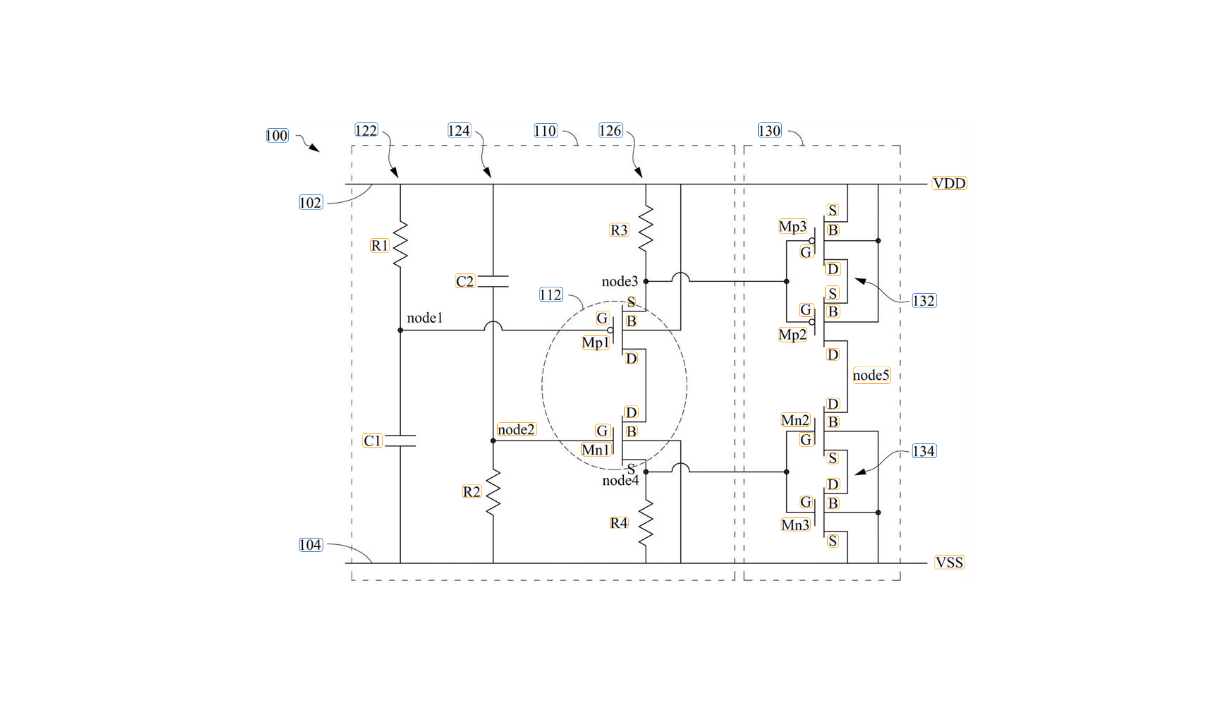 100
122
124
110
126
130
102
VDD
R1
R3
Mp3
S
B
G
D
C2
node3
132
112
S
G
B
Mp1
D
S
G
B
Mp2
D
node1
node5
D
G
B
Mn1
S
node2
node4
D
Mn2
B
G
S
134
C1
R2
R4
D
G
B
Mn3
S
104
VSS